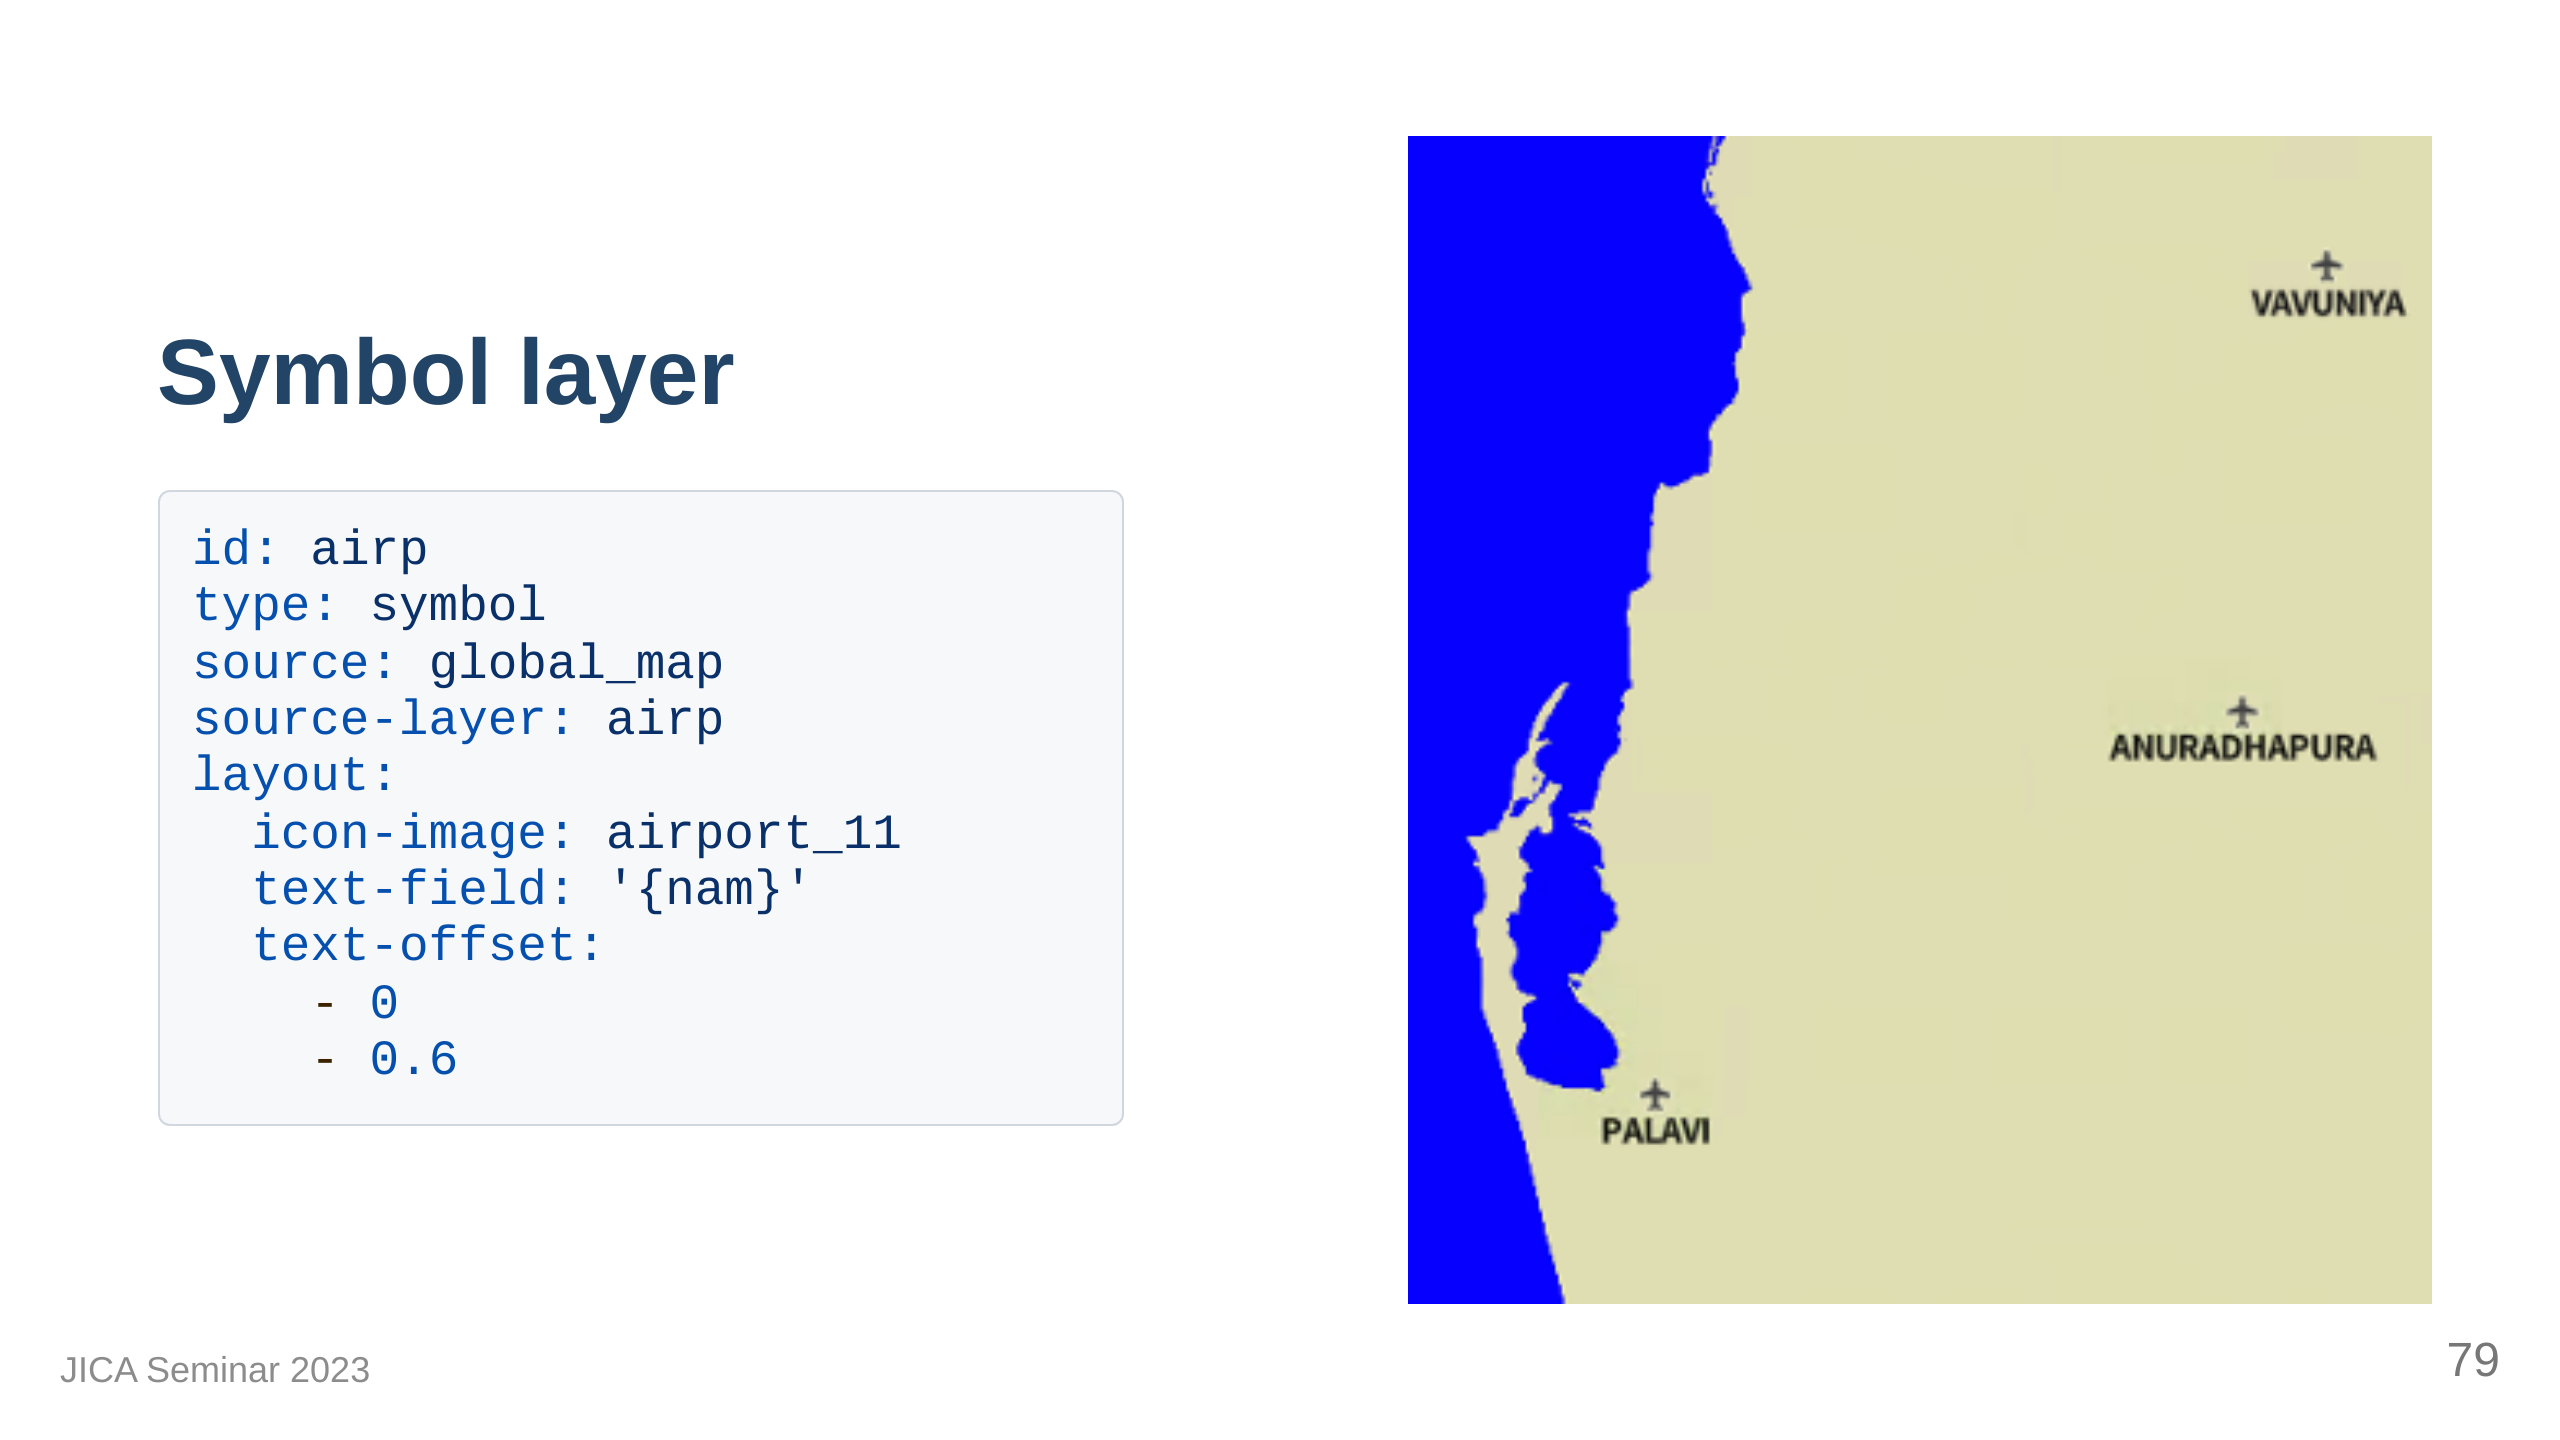 Symbol layer
id: airp
type: symbol
source: global_map
source-layer: airp
layout:
  icon-image: airport_11
  text-field: '{nam}'
  text-offset:
    - 0
    - 0.6
VAVUNIYA
ANURADHAPURA
PALAVI
JICA Seminar 2023
79